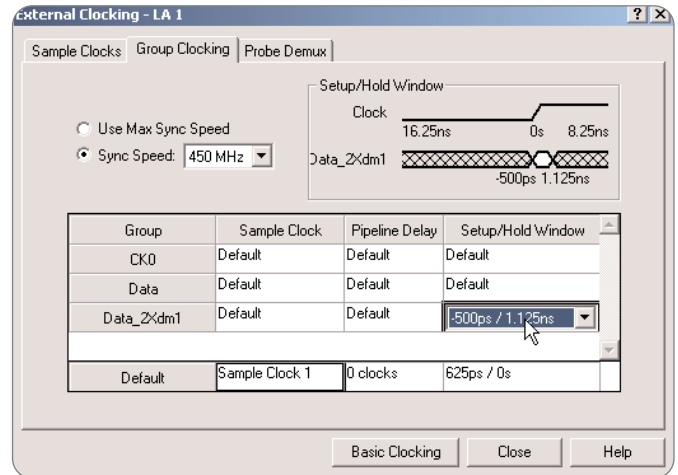 External Clocking - LA 1
Sample Clocks Group Clocking Probe Demux
Setup/Hold Window
Clock
16.25ns 0s 8.25ns
Use Max Sync Speed
Sync Speed: 450 MHz
Data_2Xdm1
-500ps 1.125ns
Group Sample Clock Pipeline Delay Setup/Hold Window
CK0 Default Default Default
Data Default Default Default
Data_2Xdm1 Default Default -500ps / 1.125ns
Default Sample Clock 1 0 clocks 625ps / 0s
Basic Clocking Close Help